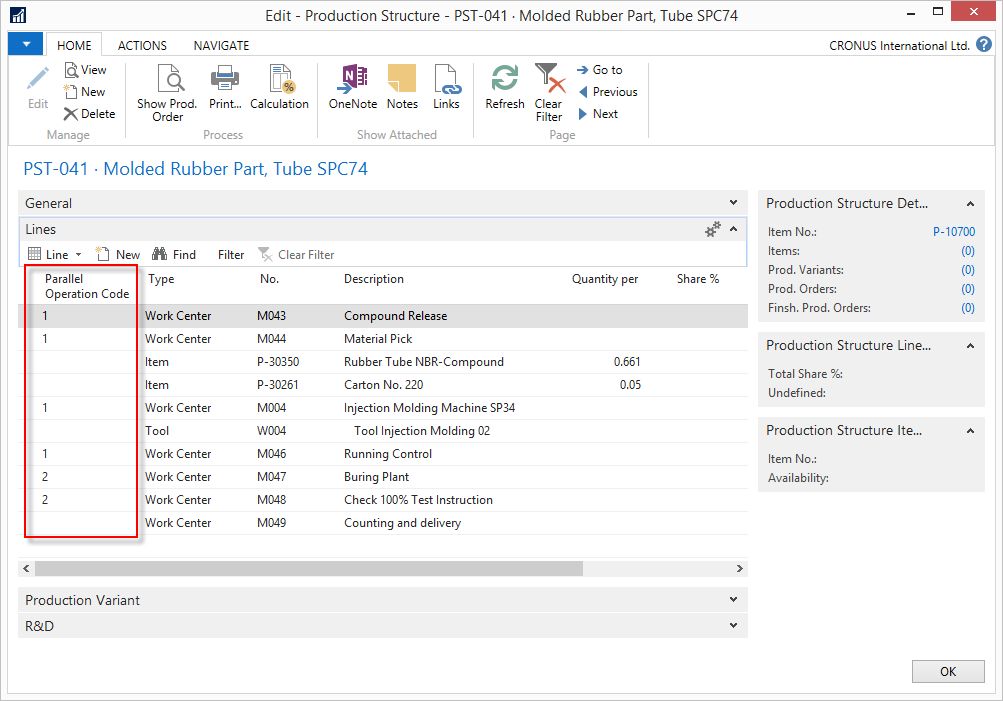 Edit - Production Structure - PST-041 · Molded Rubber Part, Tube SPC74
HOME ACTIONS NAVIGATE CRONUS International Ltd. ?
Edit
View
New
Delete
Manage
Show Prod. Order
Print...
Calculation
Process
OneNote
Notes
Links
Show Attached
Refresh
Clear Filter
Go to
Previous
Next
Page
PST-041 · Molded Rubber Part, Tube SPC74
General
Lines
Line New Find Filter Clear Filter
Parallel Operation Code Type No. Description Quantity per Share %
1 Work Center M043 Compound Release
1 Work Center M044 Material Pick
Item P-30350 Rubber Tube NBR-Compound 0.661
Item P-30261 Carton No. 220 0.05
1 Work Center M004 Injection Molding Machine SP34
Tool W004 Tool Injection Molding 02
1 Work Center M046 Running Control
2 Work Center M047 Buring Plant
2 Work Center M048 Check 100% Test Instruction
Work Center M049 Counting and delivery
Production Variant
R&D
Production Structure Det...
Item No.: P-10700
Items: (0)
Prod. Variants: (0)
Prod. Orders: (0)
Finsh. Prod. Orders: (0)
Production Structure Line...
Total Share %:
Undefined:
Production Structure Ite...
Item No.:
Availability:
OK